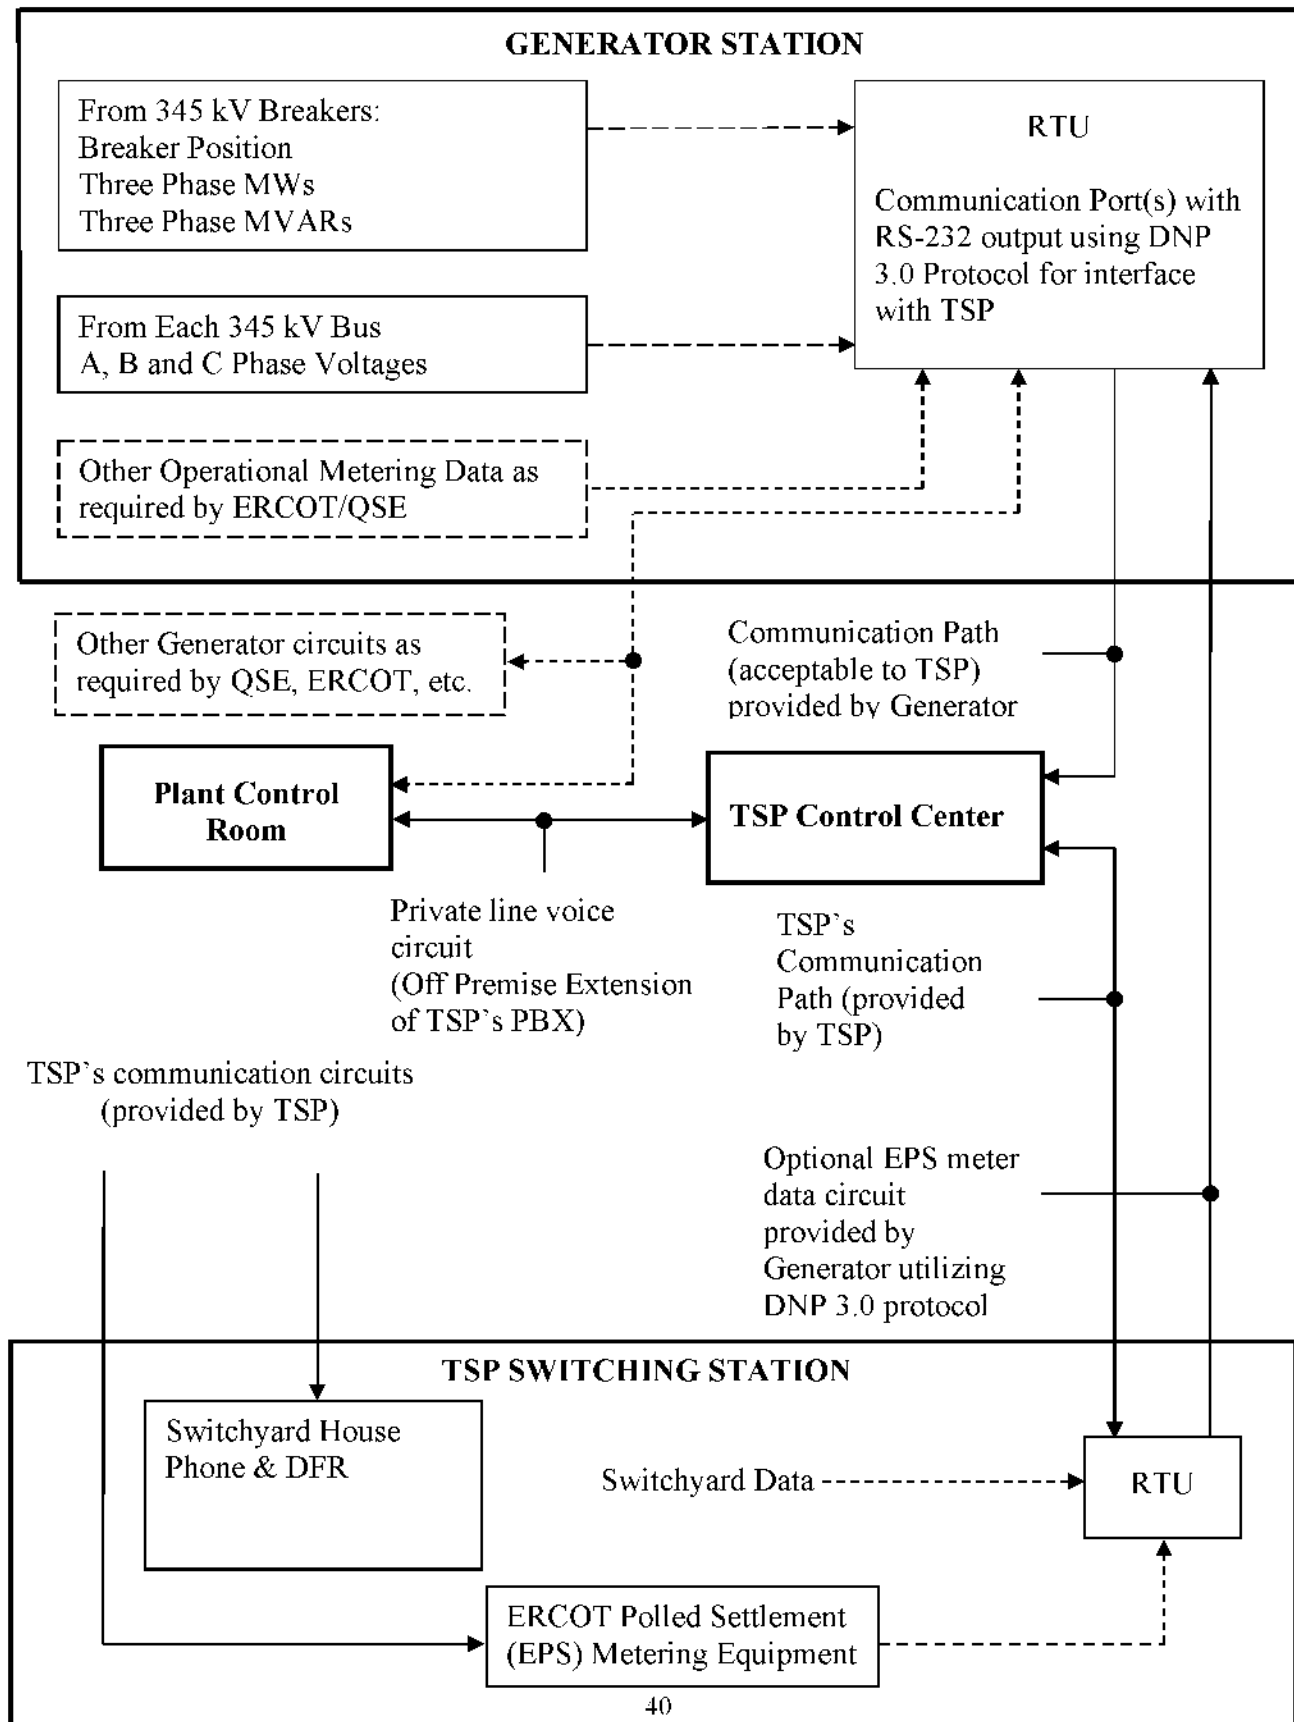 GENERATOR STATION
From 345 kV Breakers:
Breaker Position
Three Phase MWs
Three Phase MVARs
RTU
Communication Port(s) with
RS-232 output using DNP
3.0 Protocol for interface
with TSP
From Each 345 kV Bus
A, B and C Phase Voltages
Other Operational Metering Data as
required by ERCOT/QSE
Other Generator circuits as
required by QSE, ERCOT, etc.
Communication Path
(acceptable to TSP)
provided by Generator
Plant Control
Room
TSP Control Center
Private line voice
circuit
(Off Premise Extension
of TSP's PBX)
TSP's
Communication
Path (provided
by TSP)
TSP's communication circuits
(provided by TSP)
Optional EPS meter
data circuit
provided by
Generator utilizing
DNP 3.0 protocol
TSP SWITCHING STATION
Switchyard House
Phone & DFR
Switchyard Data
RTU
ERCOT Polled Settlement
(EPS) Metering Equipment
40